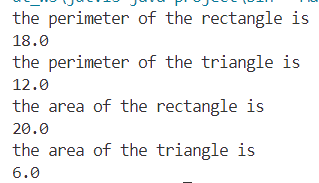 the perimeter of the rectangle is
18.0
the perimeter of the triangle is
12.0
the area of the rectangle is
20.0
the area of the triangle is
6.0